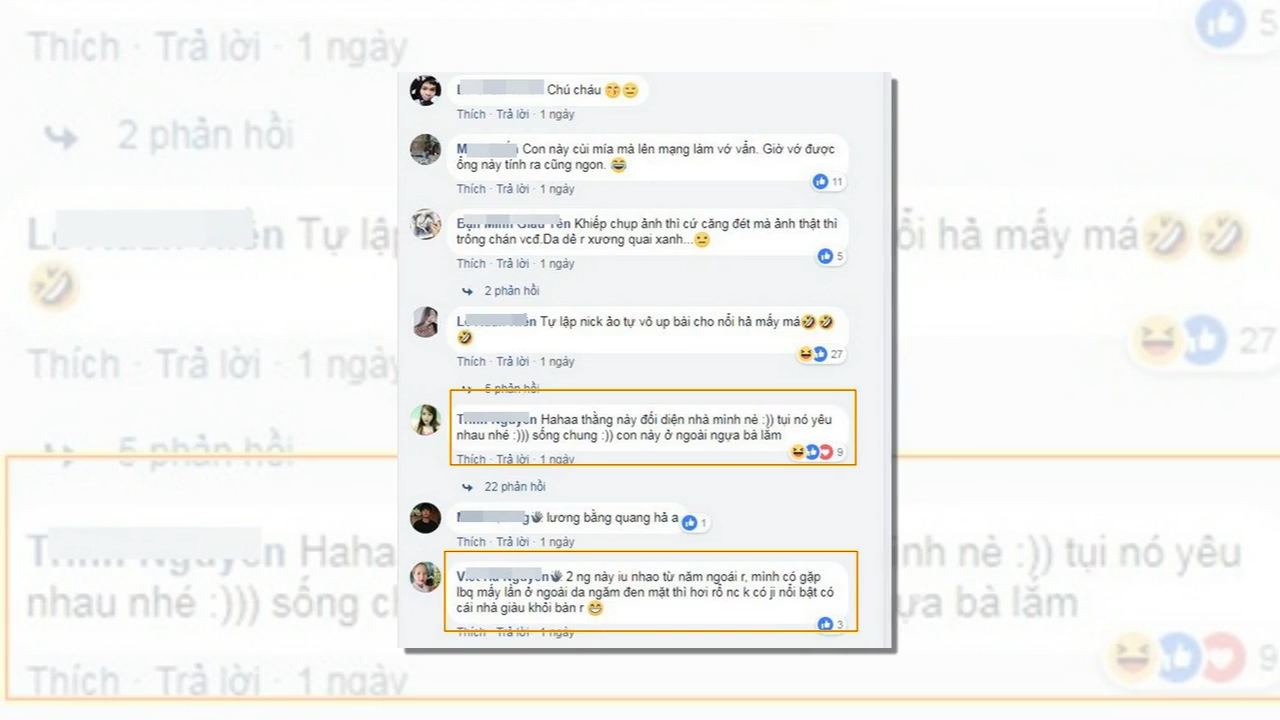 Chú cháu
Thích · Trả lời · 1 ngày
Con này cùi mía mà lên mạng làm vớ vẩn. Giờ vớ được
ổng này tính ra cũng ngon.
11
Thích · Trả lời · 1 ngày
Khiếp chụp ảnh thì cứ căng đét mà ảnh thật thì
trông chán vcđ.Da dẻ r xương quai xanh...
5
Thích · Trả lời · 1 ngày
2 phản hồi
Tự lập nick ảo tự vô up bài cho nổi hả mấy má
27
Thích · Trả lời · 1 ngày
5 phản hồi
Nguyen Hahaa thằng này đối diện nhà mình nè :)) tụi nó yêu
nhau nhé :))) sống chung :)) con này ở ngoài ngựa bà lắm
9
Thích · Trả lời · 1 ngày
22 phản hồi
lương bằng quang hả a
1
Thích · Trả lời · 1 ngày
Nguyen 2 ng này iu nhao từ năm ngoái r, mình có gặp
lbq mấy lần ở ngoài da ngăm đen mặt thì hơi rỗ nc k có ji nổi bật có
cái nhà giàu khỏi bàn r
3
Thích · Trả lời · 1 ngày
Thích · Trả lời · 1 ngày
5
2 phản hồi
Tự lập
ổi hả mấy má
Thích · Trả lời · 1 ngày
27
5 phản hồi
Nguyen Haha
nh nè :)) tụi nó yêu
nhau nhé :))) sống ch
ựa bà lắm
Thích · Trả lời · 1 ngày
9